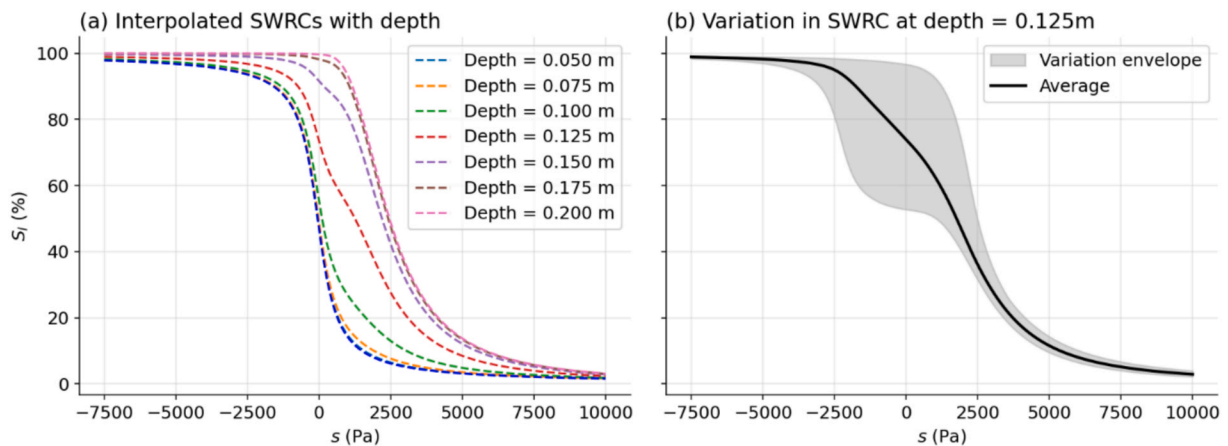 (a) Interpolated SWRCs with depth
100
80
60
40
20
0
S_l (%)
−7500 −5000 −2500 0 2500 5000 7500 10000
s (Pa)
Depth = 0.050 m
Depth = 0.075 m
Depth = 0.100 m
Depth = 0.125 m
Depth = 0.150 m
Depth = 0.175 m
Depth = 0.200 m
(b) Variation in SWRC at depth = 0.125m
Variation envelope
Average
−7500 −5000 −2500 0 2500 5000 7500 10000
s (Pa)